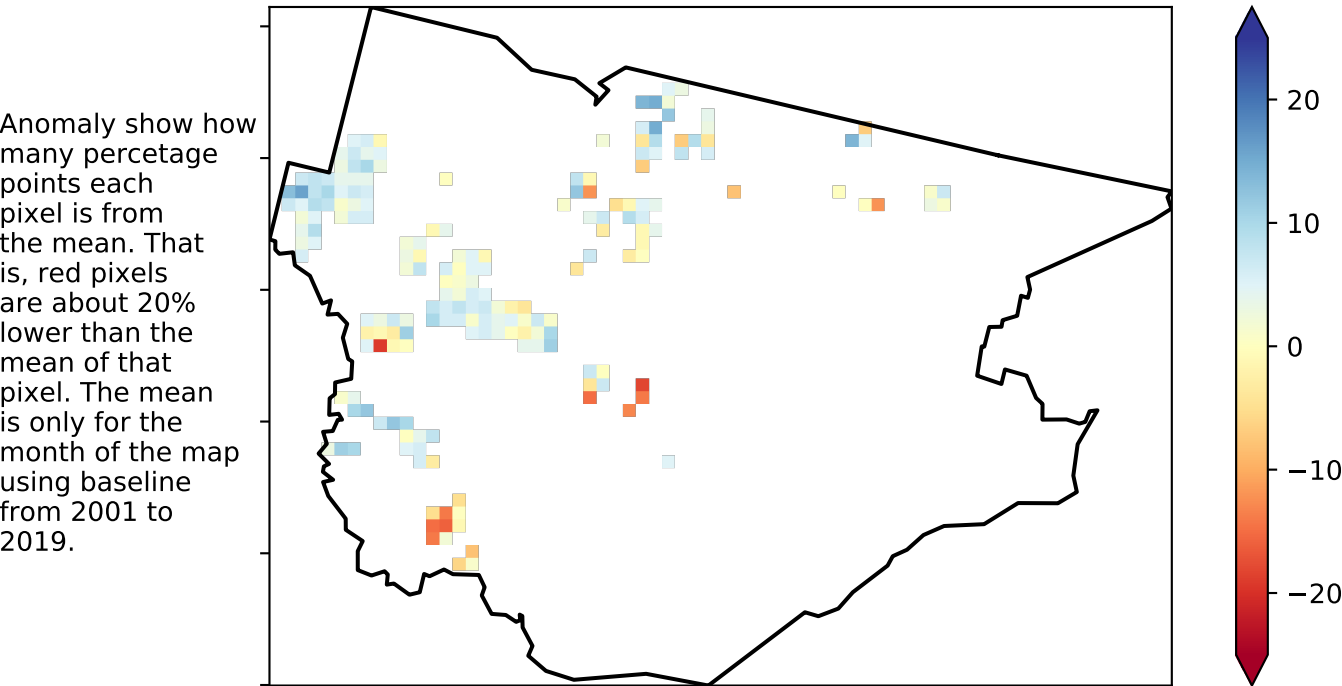 Anomaly show how
many percetage
points each
pixel is from
the mean. That
is, red pixels
are about 20%
lower than the
mean of that
pixel. The mean
is only for the
month of the map
using baseline
from 2001 to
2019.
20
10
0
−10
−20